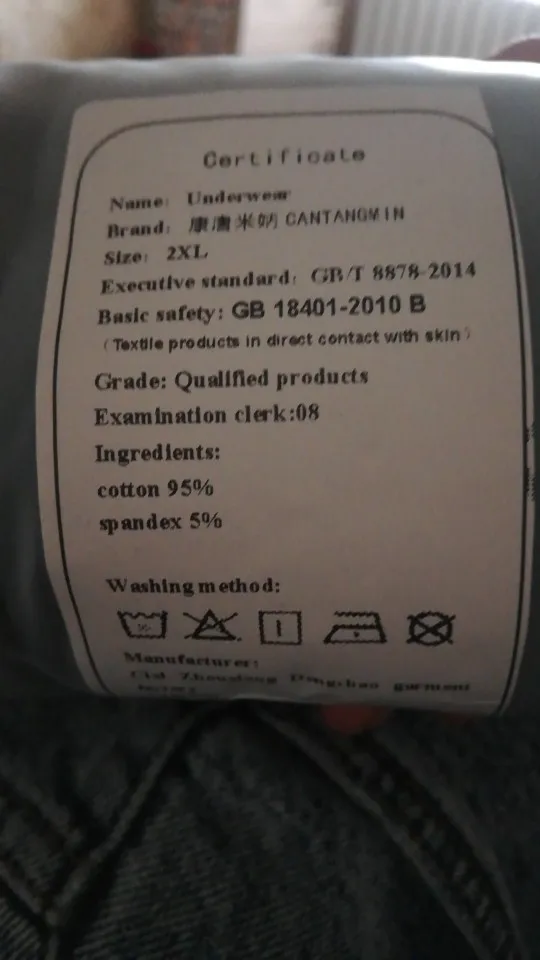 Certificate
Name: Underwear
Brand: 康唐米妠 CANTANGMIN
Size: 2XL
Executive standard: GB/T 8878-2014
Basic safety: GB 18401-2010 B
(Textile products in direct contact with skin)
Grade: Qualified products
Examination clerk:08
Ingredients:
cotton 95%
spandex 5%
Washing method:
Manufacturer:
garment